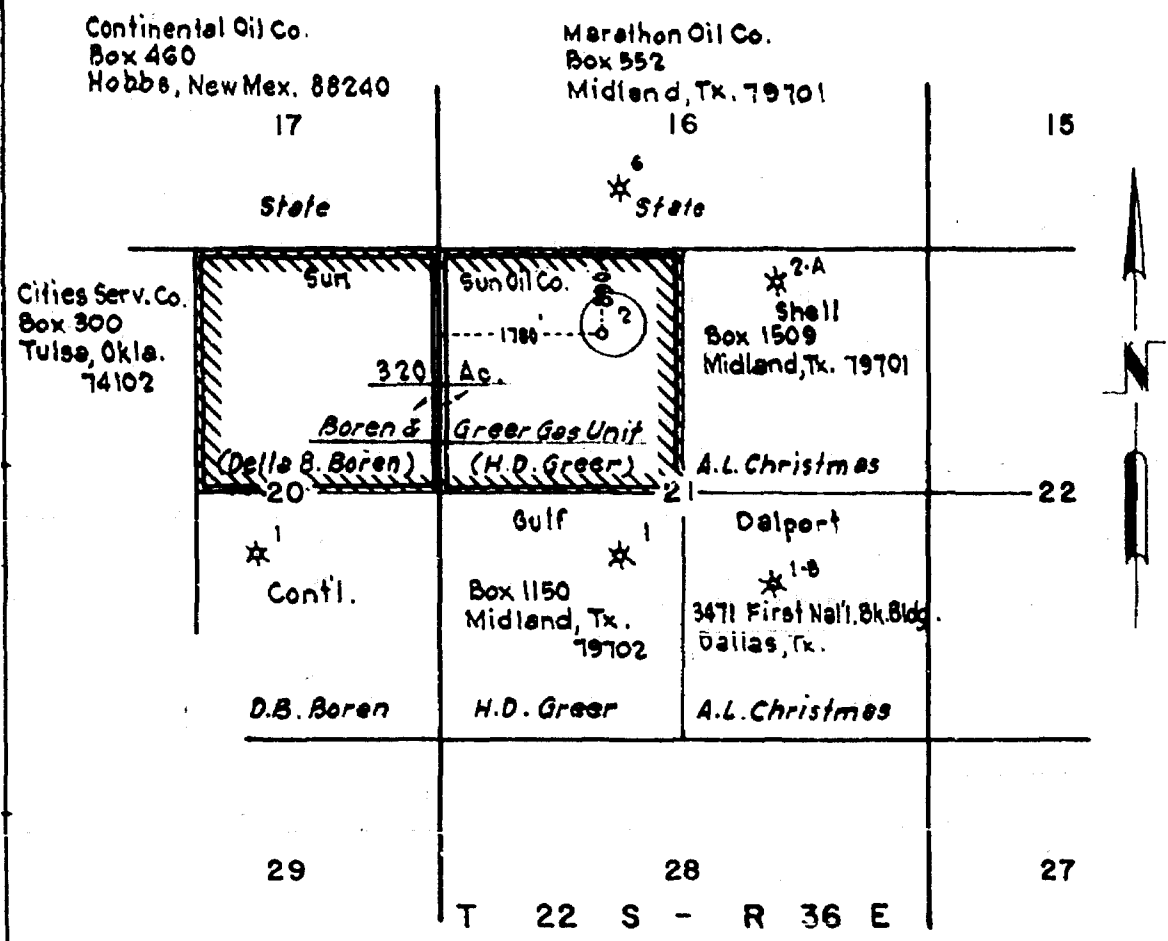 Continental Oil Co.
Box 460
Hobbs, New Mex. 88240
Marathon Oil Co.
Box 552
Midland, Tx. 79701
17
16
15
6
State
State
Cities Serv. Co.
Box 300
Tulsa, Okla.
74102
Sun
Sun Oil Co.
2
1780'
2-A
Shell
Box 1509
Midland, Tx. 79701
320 Ac.
Boren & Greer Gas Unit
(Della B. Boren) (H.D. Greer)
A.L. Christmas
20
21
22
N
Gulf
Dalport
1
1
1-B
Cont'l.
Box 1150
Midland, Tx.
79702
3471 First Nat'l. Bk. Bldg.
Dallas, Tx.
D.B. Boren
H.D. Greer
A.L. Christmas
29
28
27
T 22 S - R 36 E